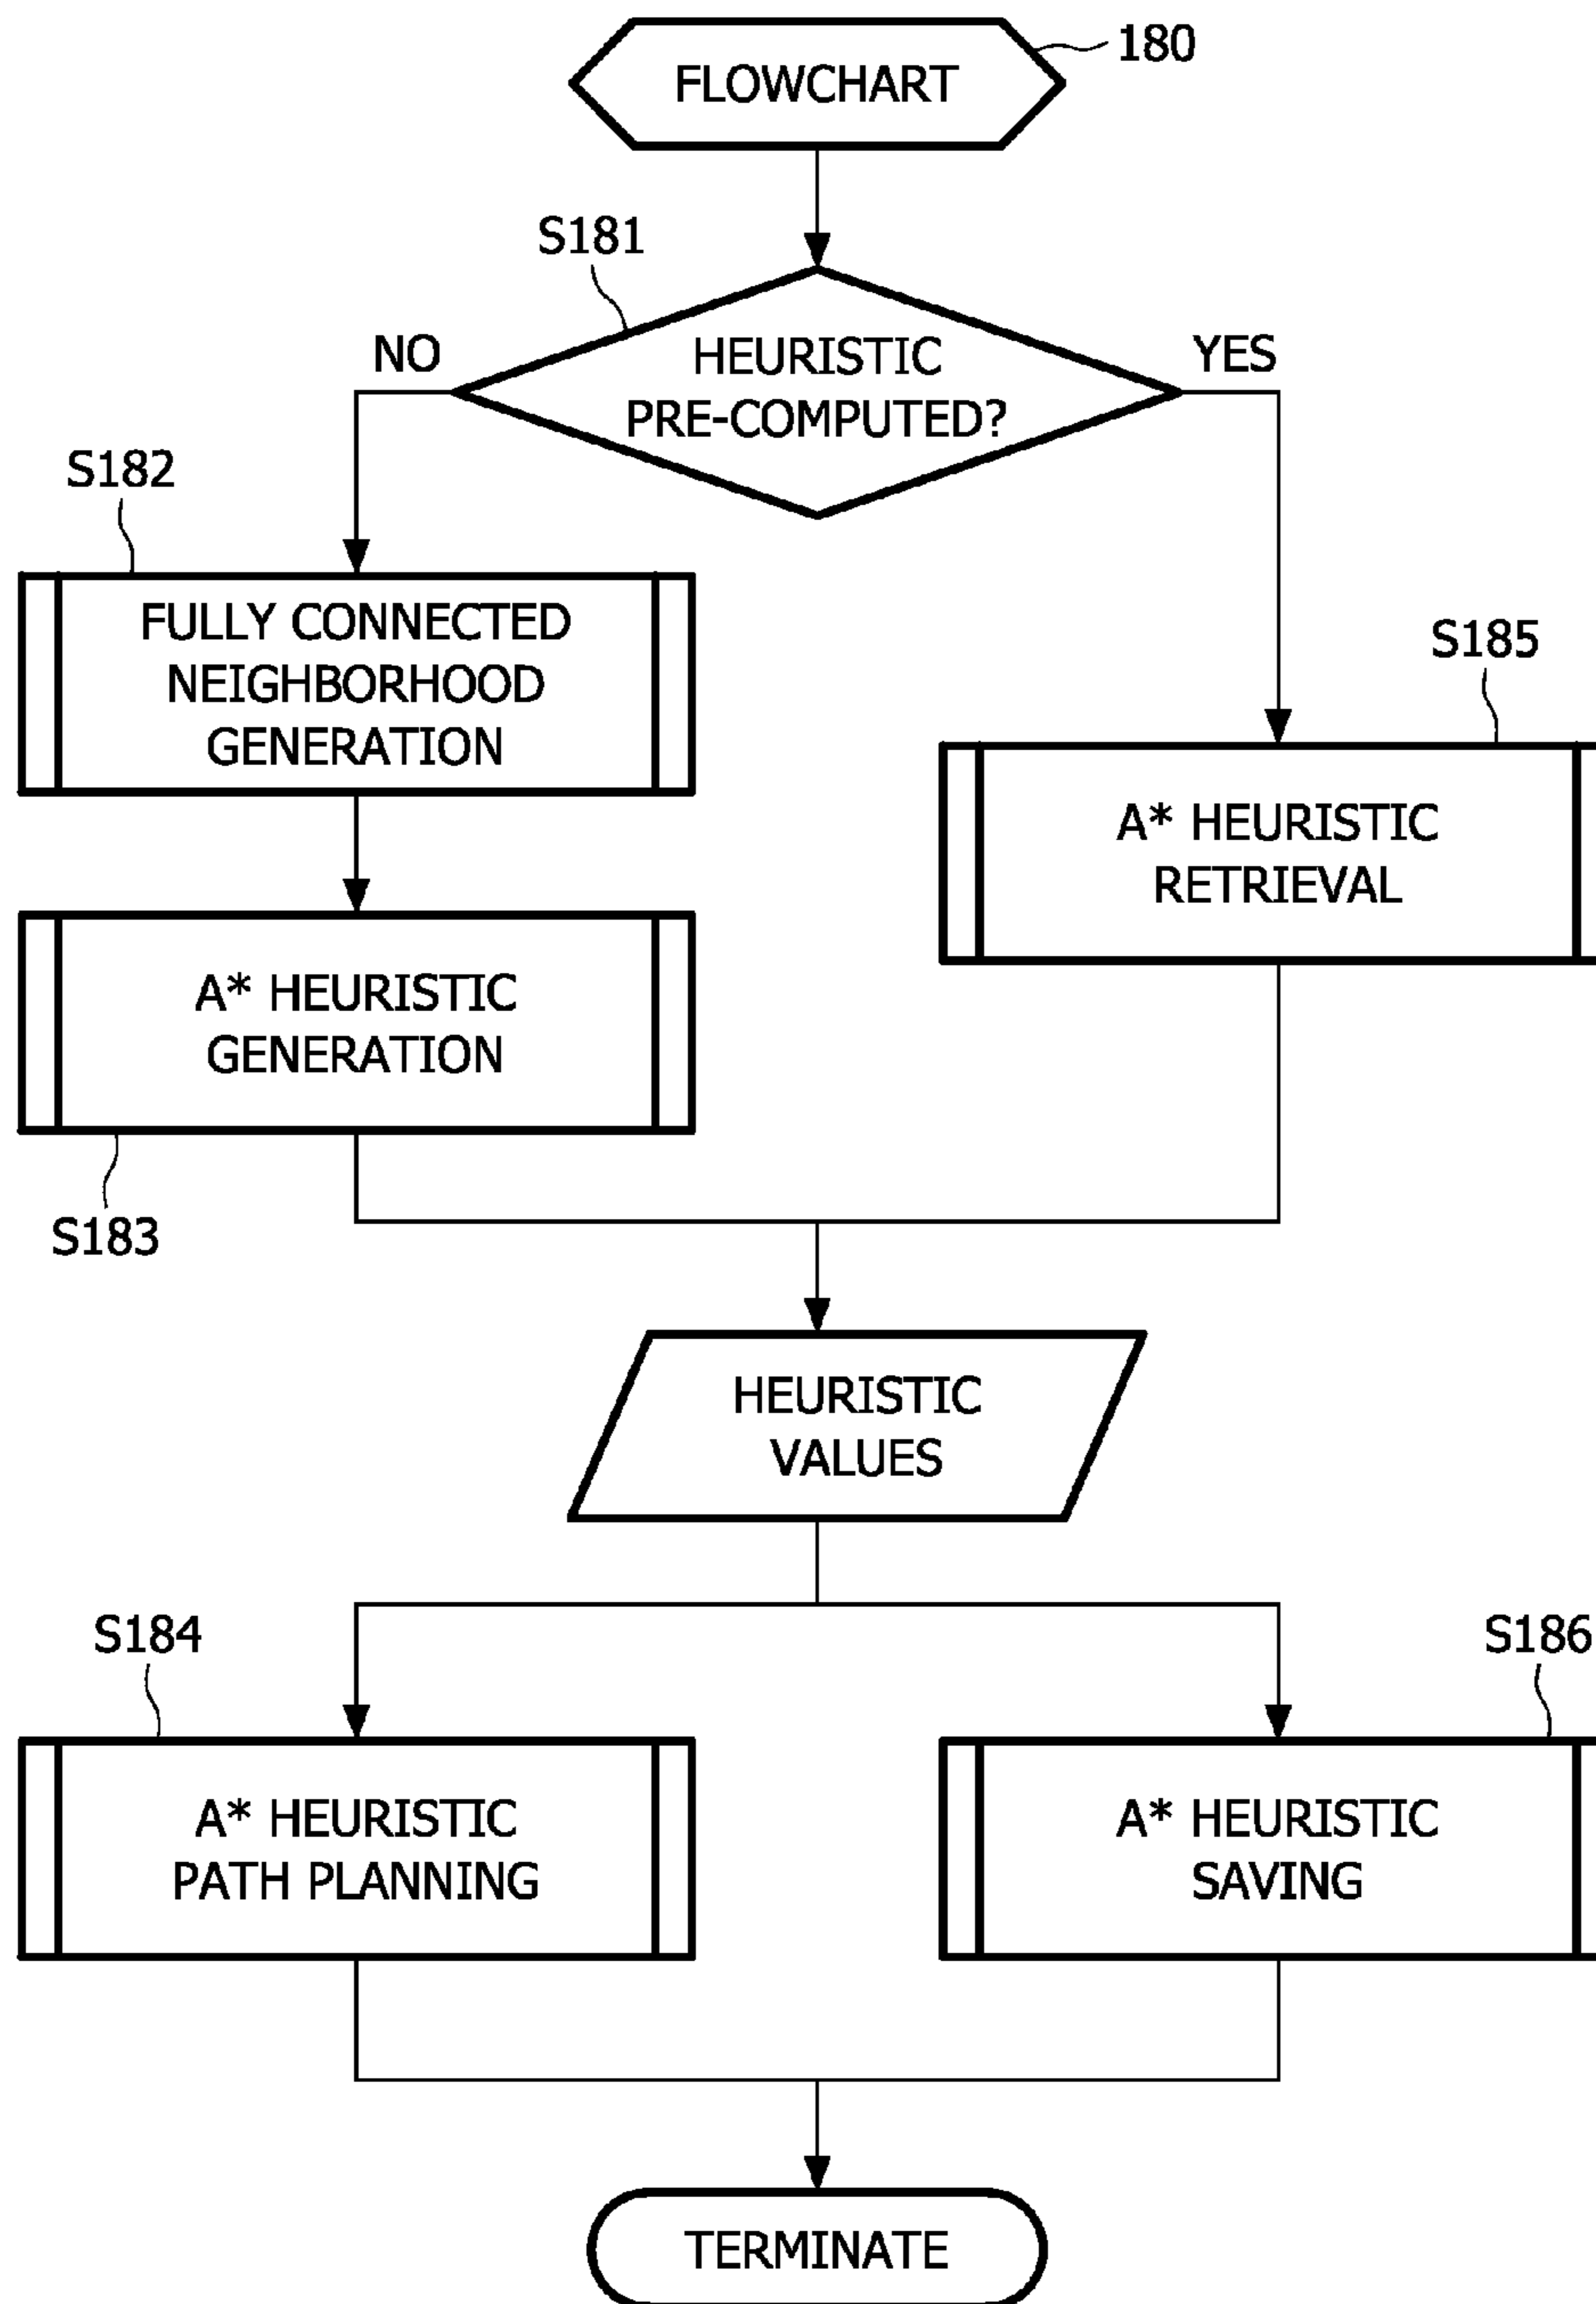 FLOWCHART
180
S181
HEURISTIC
PRE-COMPUTED?
NO
YES
S182
FULLY CONNECTED
NEIGHBORHOOD
GENERATION
S185
A* HEURISTIC
RETRIEVAL
A* HEURISTIC
GENERATION
S183
HEURISTIC
VALUES
S184
A* HEURISTIC
PATH PLANNING
S186
A* HEURISTIC
SAVING
TERMINATE